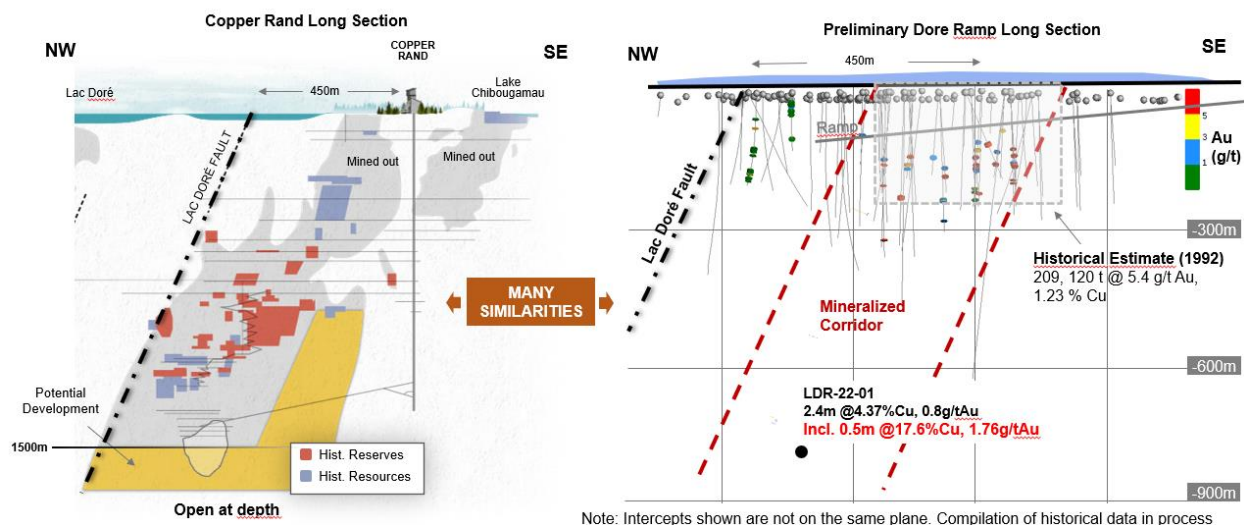 Copper Rand Long Section
NW
SE
COPPER
RAND
Lac Doré
450m
Lake
Chibougamau
LAC DORÉ FAULT
Mined out
Mined out
Potential
Development
1500m
Hist. Reserves
Hist. Resources
Open at depth
MANY
SIMILARITIES
Preliminary Dore Ramp Long Section
NW
SE
450m
Ramp
5
3
1
Au
(g/t)
Lac Doré Fault
-300m
Historical Estimate (1992)
209, 120 t @ 5.4 g/t Au,
1.23 % Cu
Mineralized
Corridor
-600m
LDR-22-01
2.4m @4.37%Cu, 0.8g/tAu
Incl. 0.5m @17.6%Cu, 1.76g/tAu
-900m
Note: Intercepts shown are not on the same plane. Compilation of historical data in process